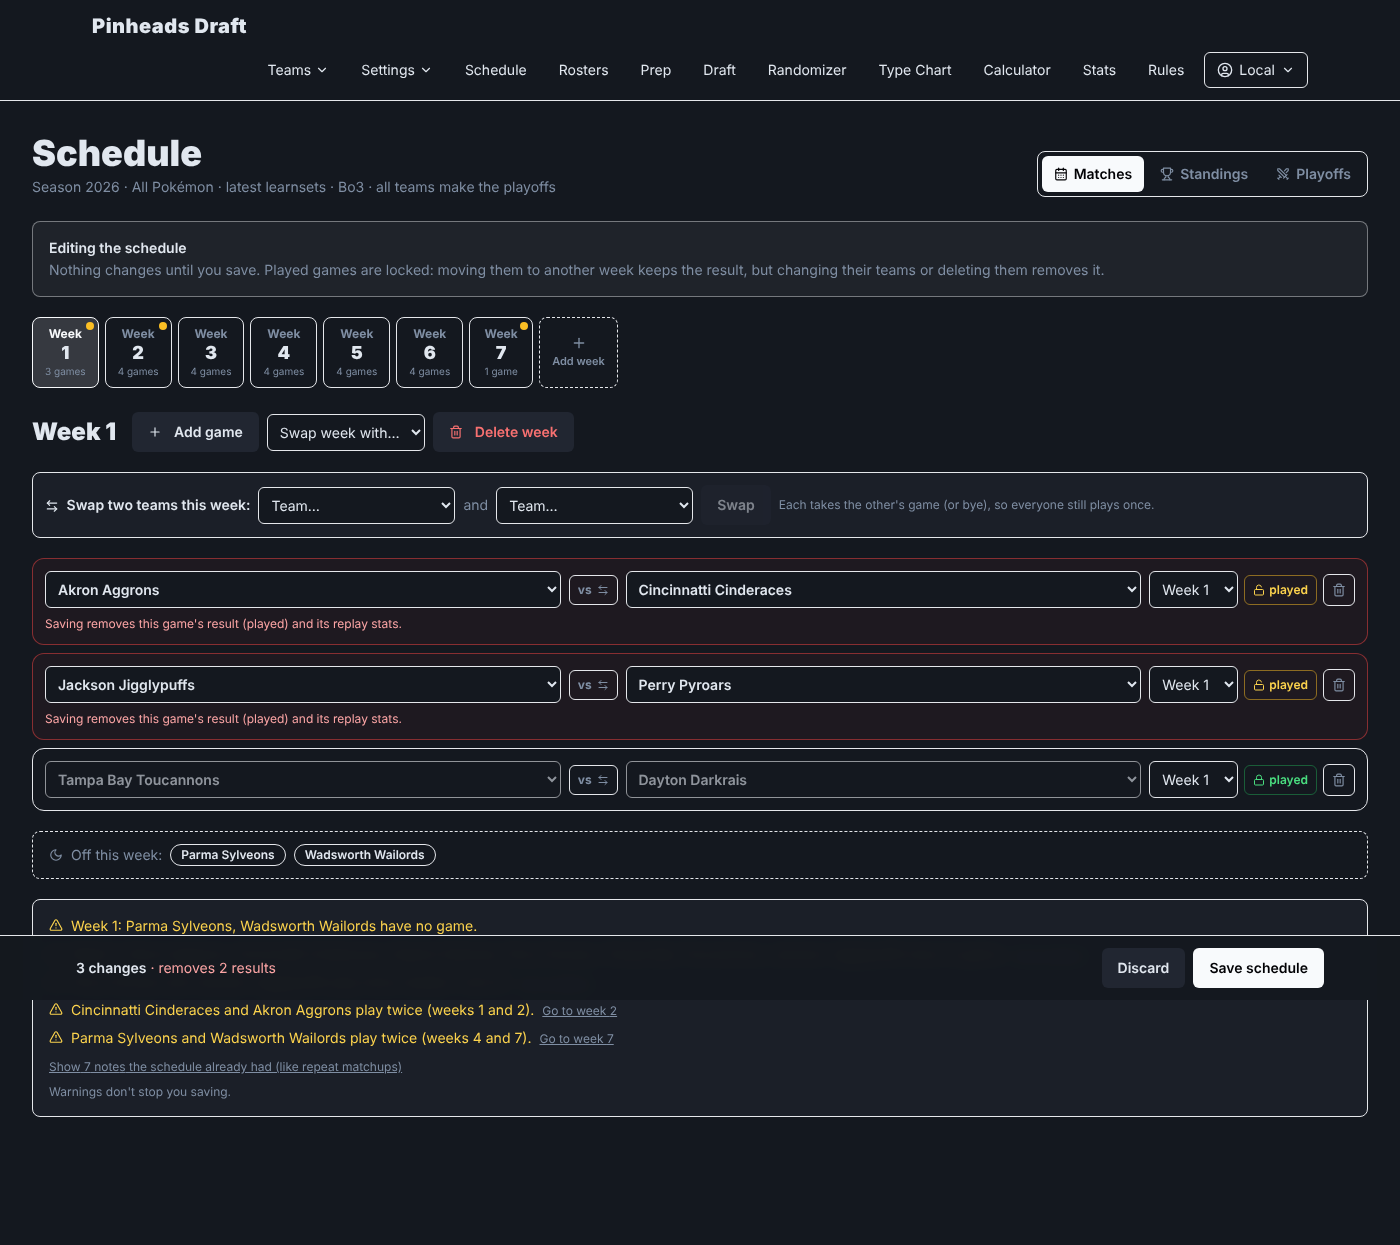 Pinheads Draft
Teams Settings Schedule Rosters Prep Draft Randomizer Type Chart Calculator Stats Rules Local
Schedule
Season 2026 · All Pokémon · latest learnsets · Bo3 · all teams make the playoffs
Matches Standings Playoffs
Editing the schedule
Nothing changes until you save. Played games are locked: moving them to another week keeps the result, but changing their teams or deleting them removes it.
Week 1 3 games
Week 2 4 games
Week 3 4 games
Week 4 4 games
Week 5 4 games
Week 6 4 games
Week 7 1 game
Add week
Week 1 Add game Swap week with... Delete week
Swap two teams this week: Team... and Team... Swap Each takes the other's game (or bye), so everyone still plays once.
Akron Aggrons vs Cincinnatti Cinderaces Week 1 played
Saving removes this game's result (played) and its replay stats.
Jackson Jigglypuffs vs Perry Pyroars Week 1 played
Saving removes this game's result (played) and its replay stats.
Tampa Bay Toucannons vs Dayton Darkrais Week 1 played
Off this week: Parma Sylveons Wadsworth Wailords
Week 1: Parma Sylveons, Wadsworth Wailords have no game.
3 changes · removes 2 results Discard Save schedule
Cincinnatti Cinderaces and Akron Aggrons play twice (weeks 1 and 2). Go to week 2
Parma Sylveons and Wadsworth Wailords play twice (weeks 4 and 7). Go to week 7
Show 7 notes the schedule already had (like repeat matchups)
Warnings don't stop you saving.